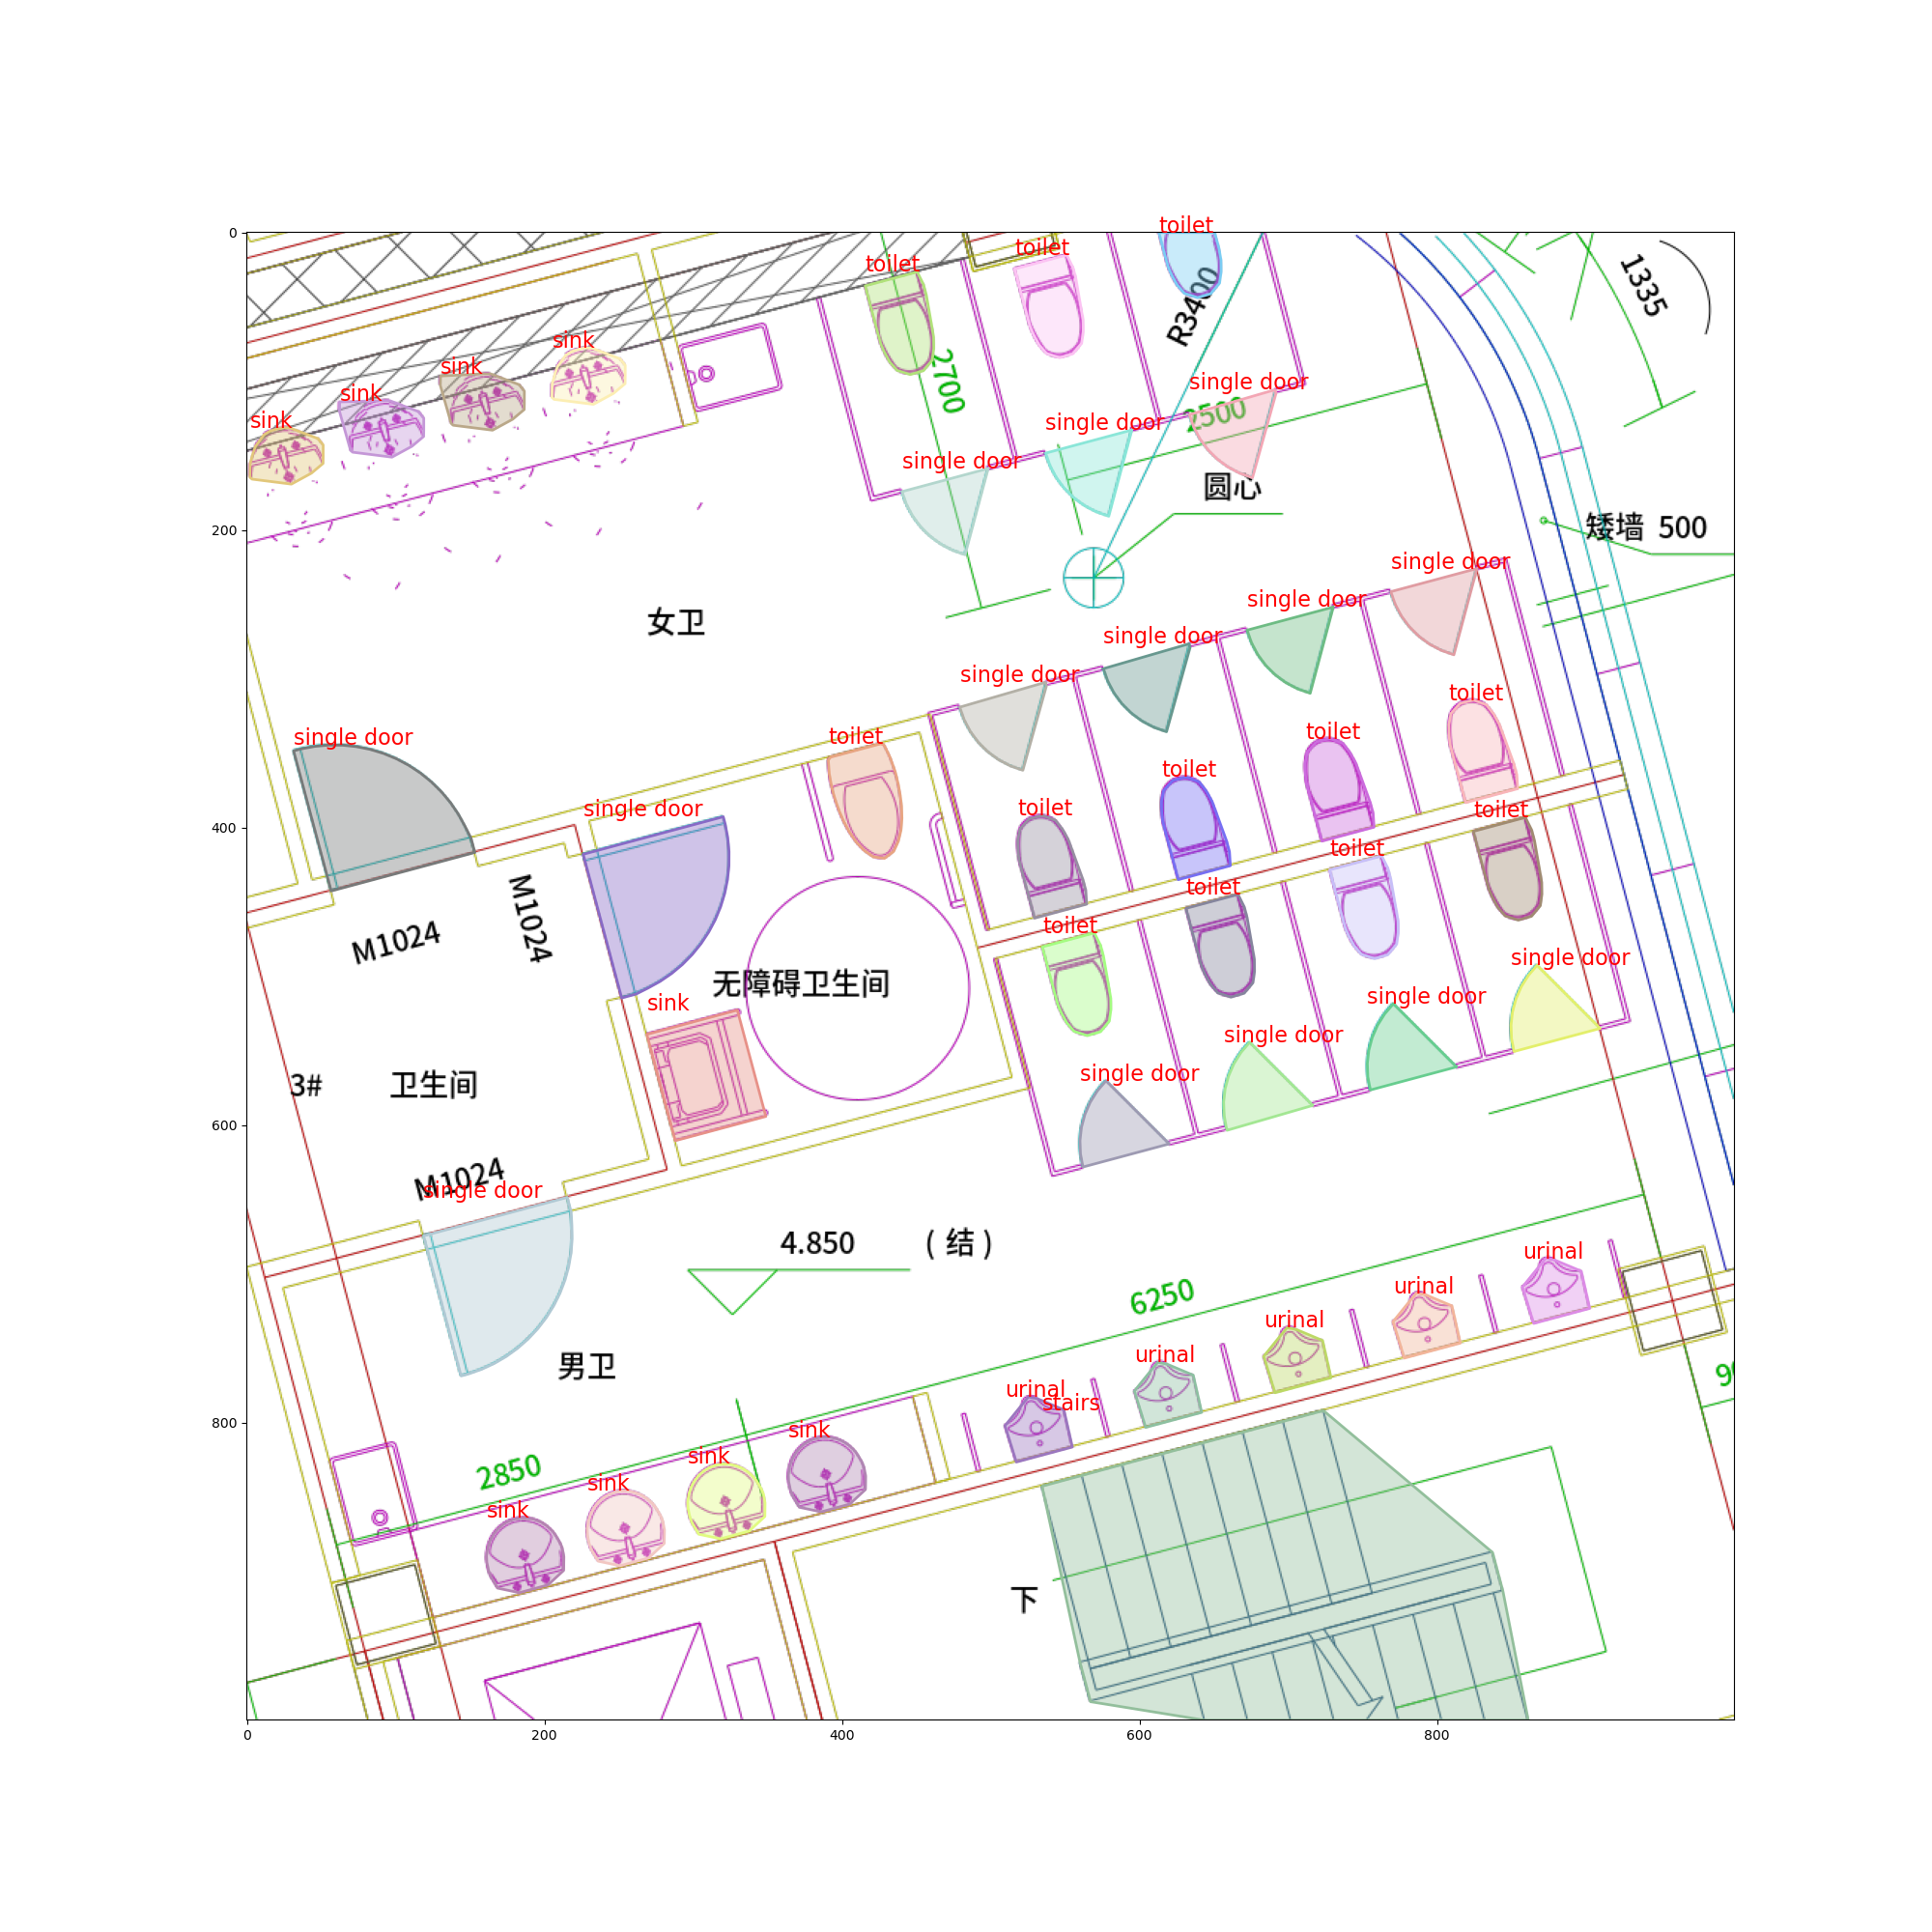 0
toilet
toilet
toilet
1335
R3400
sink
sink
sink
sink
2700
single door
2500
single door
single door
圆心
200
矮墙 500
女卫
single door
single door
single door
single door
single door
toilet
toilet
toilet
toilet
toilet
single door
400
toilet
toilet
toilet
toilet
M1024
M1024
single door
single door
single door
single door
无障碍卫生间
sink
3# 卫生间
600
M1024
single door
4.850 (结)
6250
urinal
urinal
urinal
urinal
urinal
stairs
男卫
800
2850
sink
sink
sink
sink
下
0
200
400
600
800